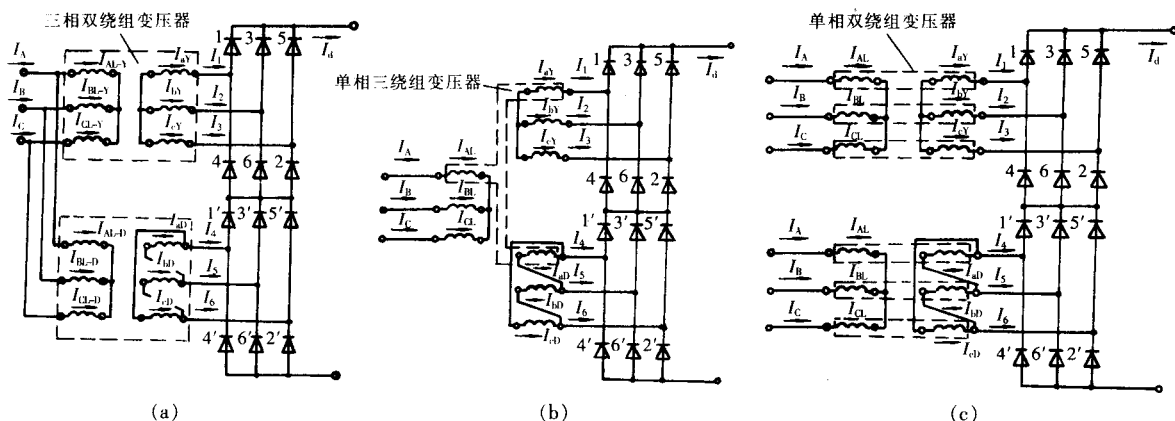 三相双绕组变压器
1 3 5
I_A I_AL-Y I_aY I_1 I_d
I_B I_BL-Y I_bY I_2
I_C I_CL-Y I_cY I_3
4 6 2
1′ 3′ 5′
I_AL-D I_aD I_4
I_BL-D I_bD I_5
I_CL-D I_cD I_6
4′ 6′ 2′
(a)
单相三绕组变压器
1 3 5
I_aY I_1 I_d
I_bY I_2
I_cY I_3
I_A I_AL
I_B I_BL
I_C I_CL
4 6 2
1′ 3′ 5′
I_4
I_aD I_5
I_bD I_6
I_cD
4′ 6′ 2′
(b)
单相双绕组变压器
1 3 5
I_A I_AL I_aY I_1 I_d
I_B I_BL I_bY I_2
I_C I_CL I_cY I_3
4 6 2
1′ 3′ 5′
I_A I_AL I_4
I_B I_BL I_aD I_5
I_C I_CL I_bD I_6
I_cD
4′ 6′ 2′
(c)